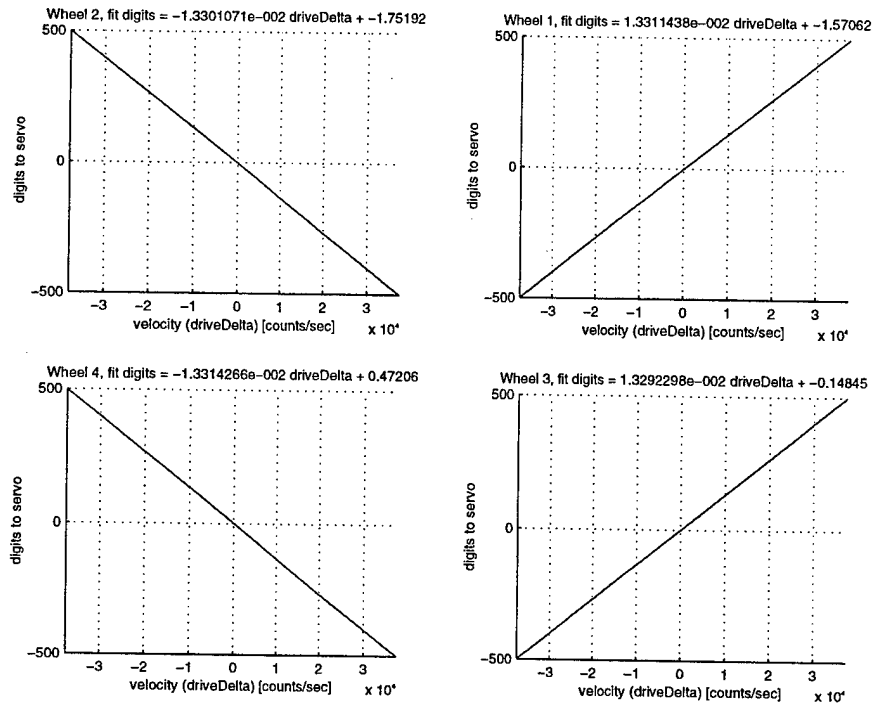 Wheel 2, fit digits = −1.3301071e−002 driveDelta + −1.75192
500
0
−500
digits to servo
−3 −2 −1 0 1 2 3
velocity (driveDelta) [counts/sec]
x 10⁴
Wheel 1, fit digits = 1.3311438e−002 driveDelta + −1.57062
500
0
−500
digits to servo
−3 −2 −1 0 1 2 3
velocity (driveDelta) [counts/sec]
x 10⁴
Wheel 4, fit digits = −1.3314266e−002 driveDelta + 0.47206
500
0
−500
digits to servo
−3 −2 −1 0 1 2 3
velocity (driveDelta) [counts/sec]
x 10⁴
Wheel 3, fit digits = 1.3292298e−002 driveDelta + −0.14845
500
0
−500
digits to servo
−3 −2 −1 0 1 2 3
velocity (driveDelta) [counts/sec]
x 10⁴